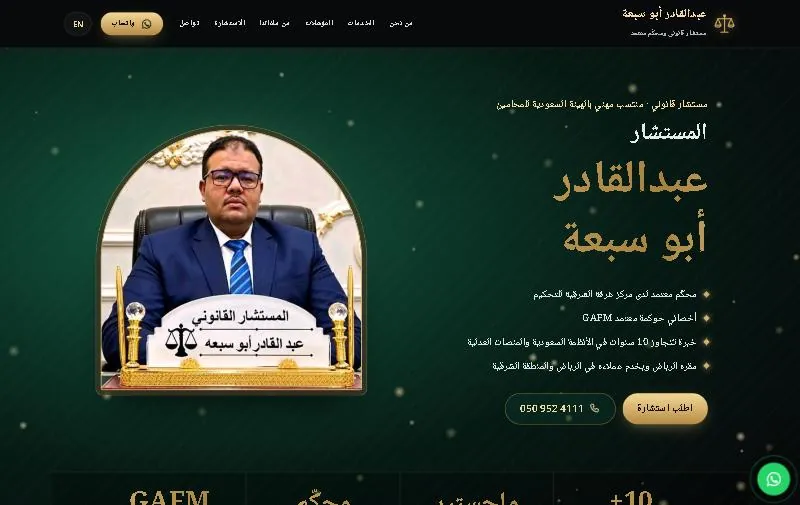 عبدالقادر أبو سبعة
مستشار قانوني ومحكّم معتمد
من نحن
الخدمات
المؤهلات
من عملائنا
الاستشارة
تواصل
واتساب
EN
مستشار قانوني · منتسب مهني بالهيئة السعودية للمحامين
المستشار
عبدالقادر
أبو سبعة
محكّم معتمد لدى مركز غرفة الشرقية للتحكيم
أخصائي حوكمة معتمد GAFM
خبرة تتجاوز 10 سنوات في الأنظمة السعودية والمنصات العدلية
مقره الرياض ويخدم عملاءه في الرياض والمنطقة الشرقية
اطلب استشارة
050 952 4111
المستشار القانوني
عبد القادر أبو سبعه
+10
ماجستير
محكّم
GAFM